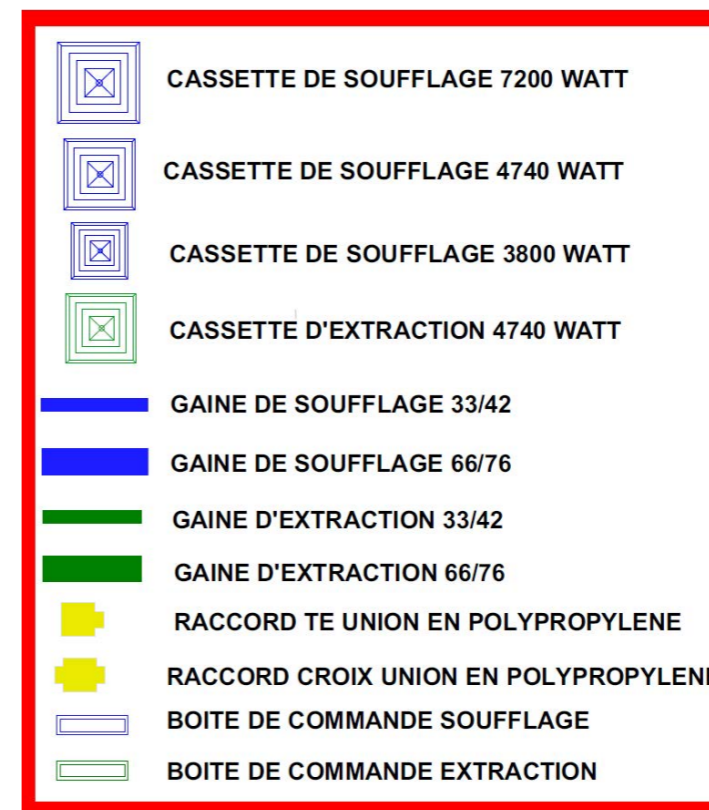 CASSETTE DE SOUFFLAGE 7200 WATT
CASSETTE DE SOUFFLAGE 4740 WATT
CASSETTE DE SOUFFLAGE 3800 WATT
CASSETTE D'EXTRACTION 4740 WATT
GAINE DE SOUFFLAGE 33/42
GAINE DE SOUFFLAGE 66/76
GAINE D'EXTRACTION 33/42
GAINE D'EXTRACTION 66/76
RACCORD TE UNION EN POLYPROPYLENE
RACCORD CROIX UNION EN POLYPROPYLENE
BOITE DE COMMANDE SOUFFLAGE
BOITE DE COMMANDE EXTRACTION